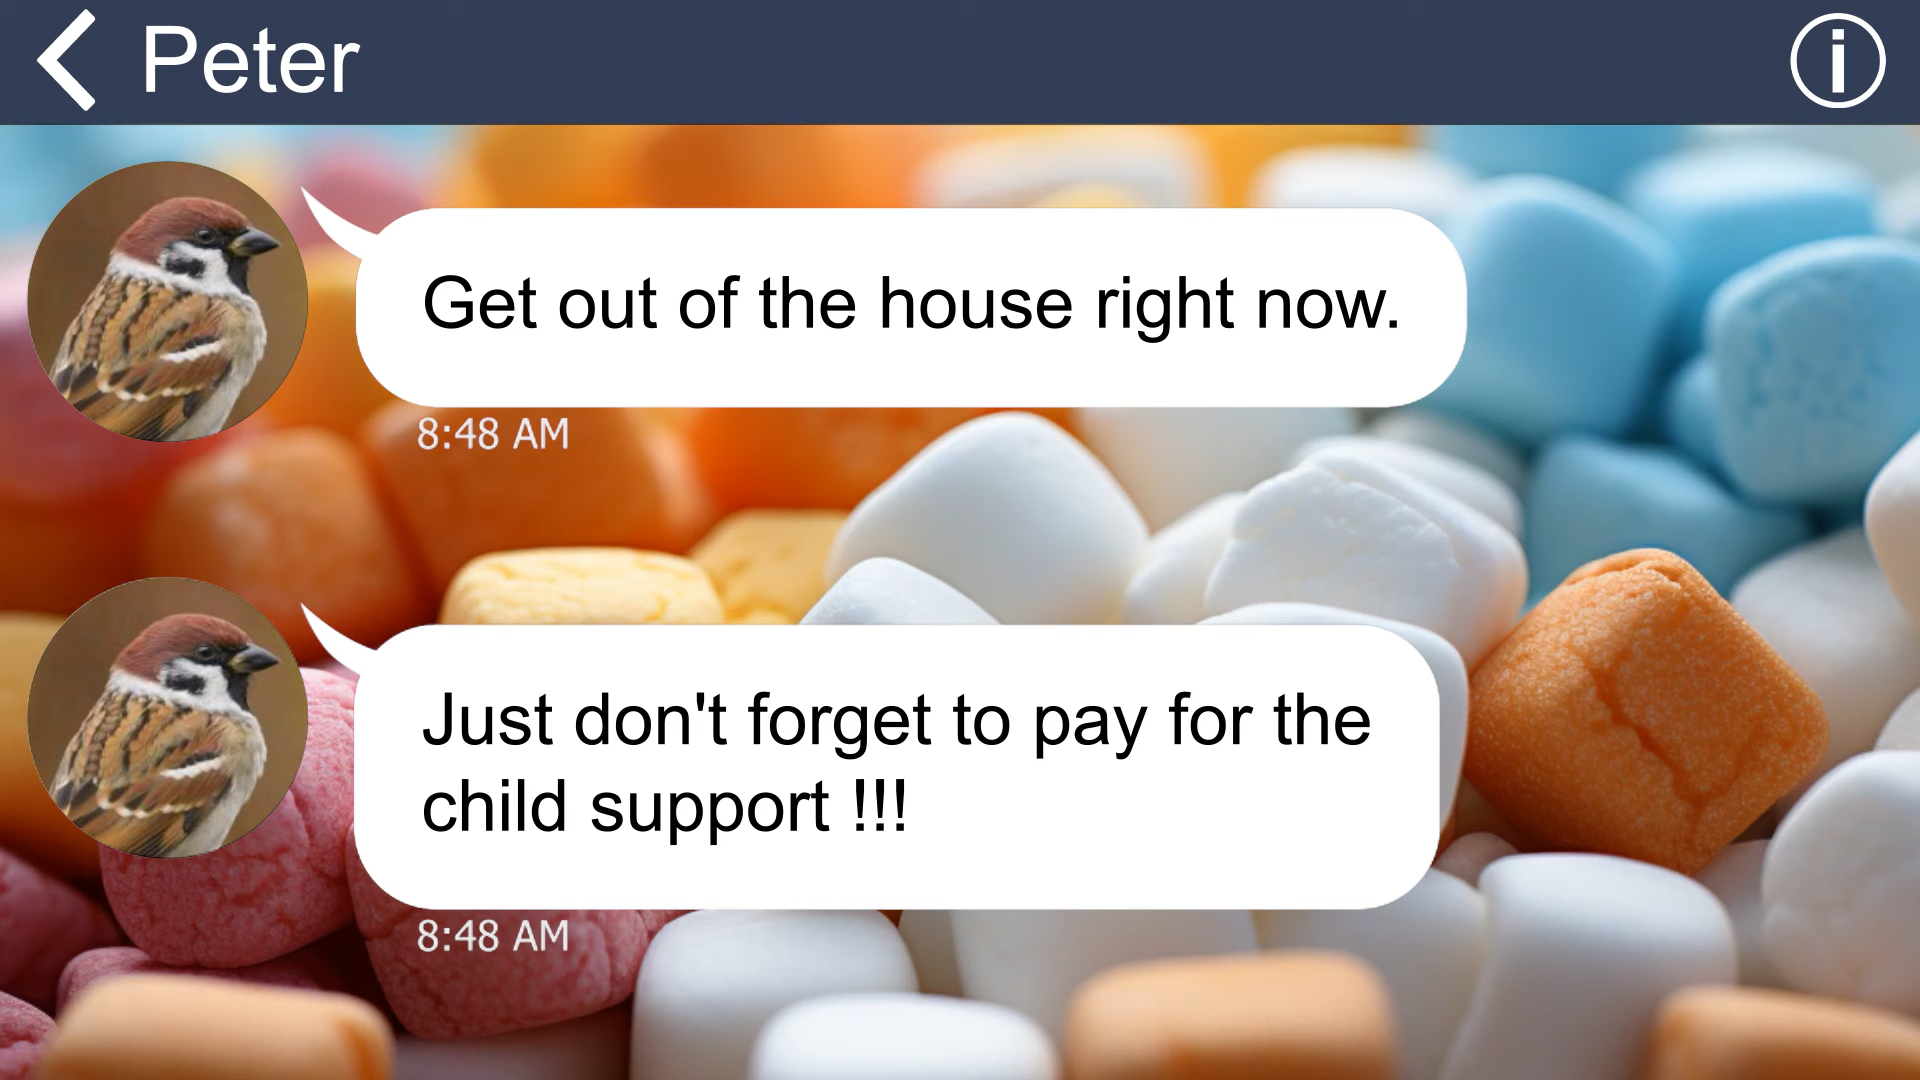 Peter
Get out of the house right now.
8:48 AM
Just don't forget to pay for the
child support !!!
8:48 AM